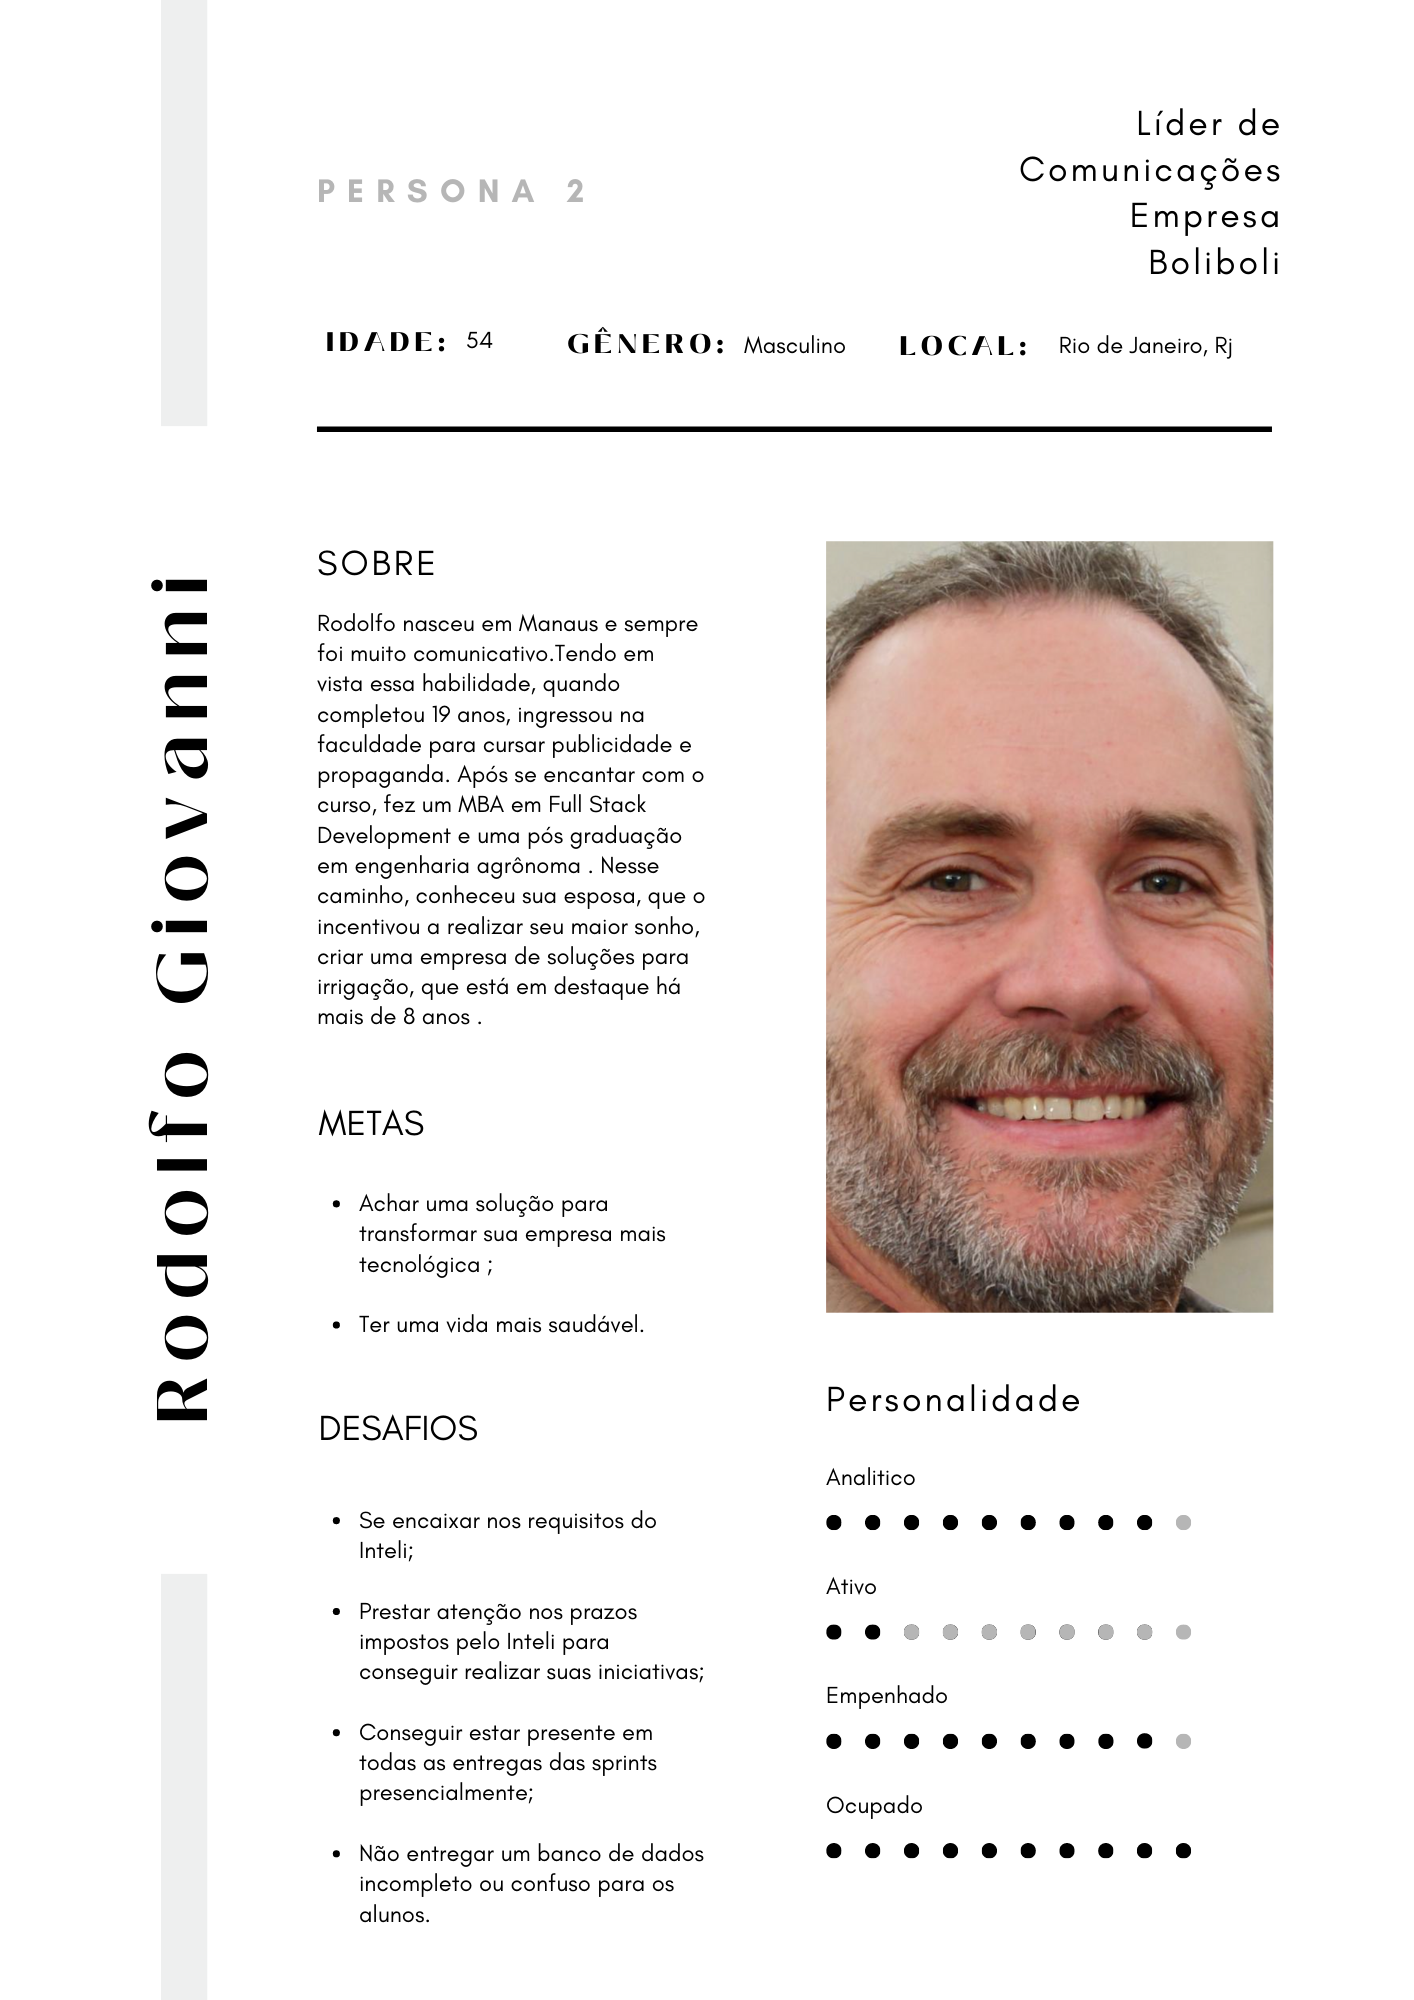 PERSONA 2
Líder de
Comunicações
Empresa
Boliboli
IDADE: 54
GÊNERO: Masculino
LOCAL: Rio de Janeiro, Rj
Rodolfo Giovanni
SOBRE
Rodolfo nasceu em Manaus e sempre
foi muito comunicativo.Tendo em
vista essa habilidade, quando
completou 19 anos, ingressou na
faculdade para cursar publicidade e
propaganda. Após se encantar com o
curso, fez um MBA em Full Stack
Development e uma pós graduação
em engenharia agrônoma . Nesse
caminho, conheceu sua esposa, que o
incentivou a realizar seu maior sonho,
criar uma empresa de soluções para
irrigação, que está em destaque há
mais de 8 anos .
METAS
• Achar uma solução para
transformar sua empresa mais
tecnológica ;
• Ter uma vida mais saudável.
DESAFIOS
• Se encaixar nos requisitos do
Inteli;
• Prestar atenção nos prazos
impostos pelo Inteli para
conseguir realizar suas iniciativas;
• Conseguir estar presente em
todas as entregas das sprints
presencialmente;
• Não entregar um banco de dados
incompleto ou confuso para os
alunos.
Personalidade
Analitico
Ativo
Empenhado
Ocupado